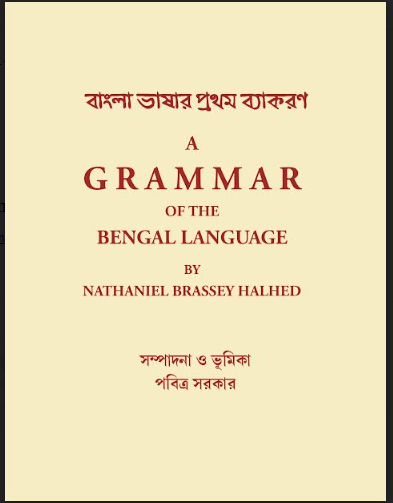 বাংলা ভাষার প্রথম ব্যাকরণ
A
GRAMMAR
OF THE
BENGAL LANGUAGE
BY
NATHANIEL BRASSEY HALHED
সম্পাদনা ও ভূমিকা
পবিত্র সরকার